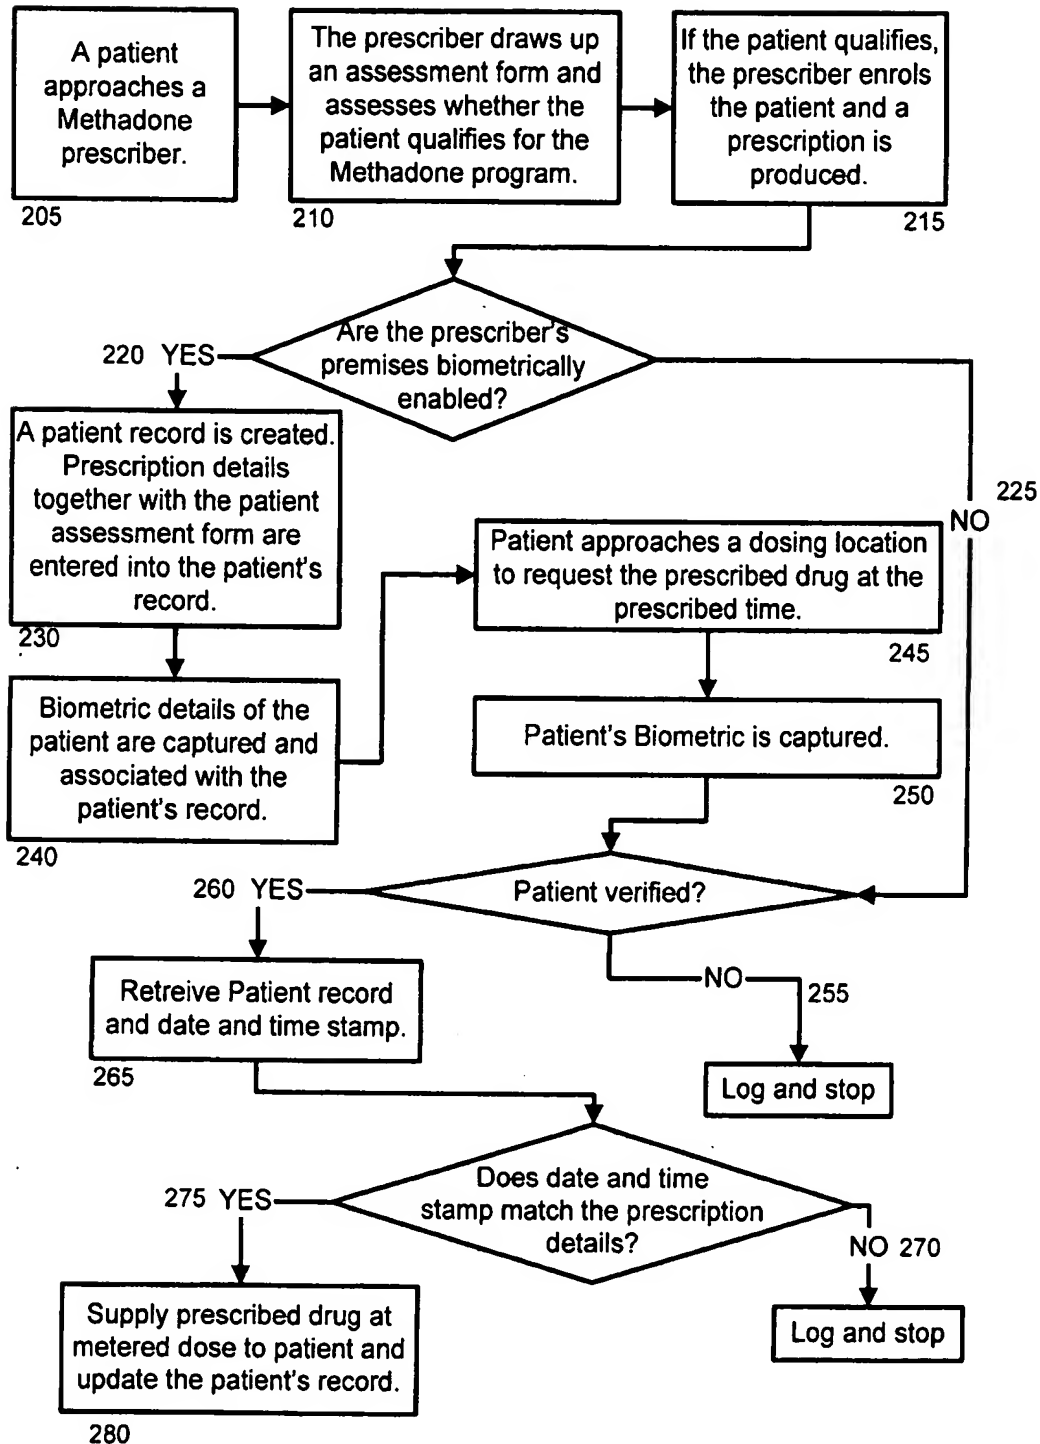 A patient
approaches a
Methadone
prescriber.
205
The prescriber draws up
an assessment form and
assesses whether the
patient qualifies for the
Methadone program.
210
If the patient qualifies,
the prescriber enrols
the patient and a
prescription is
produced.
215
Are the prescriber's
premises biometrically
enabled?
220 YES
225
NO
A patient record is created.
Prescription details
together with the patient
assessment form are
entered into the patient's
record.
230
Biometric details of the
patient are captured and
associated with the
patient's record.
240
Patient approaches a dosing location
to request the prescribed drug at the
prescribed time.
245
Patient's Biometric is captured.
250
Patient verified?
260 YES
NO
255
Log and stop
Retreive Patient record
and date and time stamp.
265
Does date and time
stamp match the prescription
details?
275 YES
NO 270
Log and stop
Supply prescribed drug at
metered dose to patient and
update the patient's record.
280